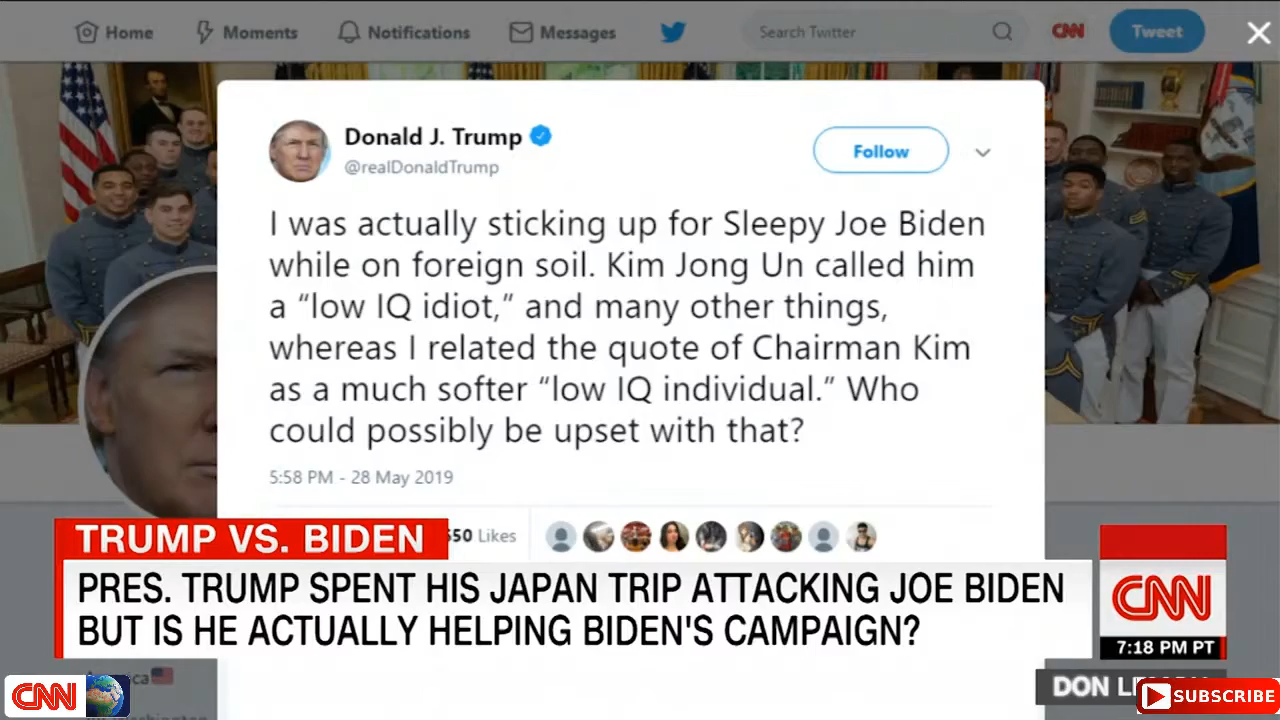 Home Moments Notifications Messages Search Twitter CNN Tweet
Donald J. Trump
@realDonaldTrump
Follow
I was actually sticking up for Sleepy Joe Biden
while on foreign soil. Kim Jong Un called him
a “low IQ idiot,” and many other things,
whereas I related the quote of Chairman Kim
as a much softer “low IQ individual.” Who
could possibly be upset with that?
5:58 PM - 28 May 2019
Likes
TRUMP VS. BIDEN
PRES. TRUMP SPENT HIS JAPAN TRIP ATTACKING JOE BIDEN
BUT IS HE ACTUALLY HELPING BIDEN'S CAMPAIGN?
CNN
7:18 PM PT
DON
CNN
SUBSCRIBE